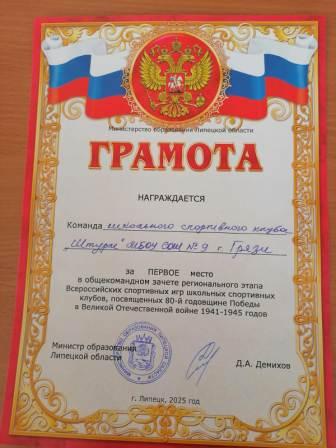 Министерство образования Липецкой области
ГРАМОТА
НАГРАЖДАЕТСЯ
Команда школьного спортивного клуба
"Штурм" МБОУ СОШ №9 г. Грязи
за ПЕРВОЕ место
в общекомандном зачете регионального этапа
Всероссийских спортивных игр школьных спортивных
клубов, посвященных 80-й годовщине Победы
в Великой Отечественной войне 1941-1945 годов
Министр образования
Липецкой области
Д.А. Демихов
г. Липецк, 2025 год